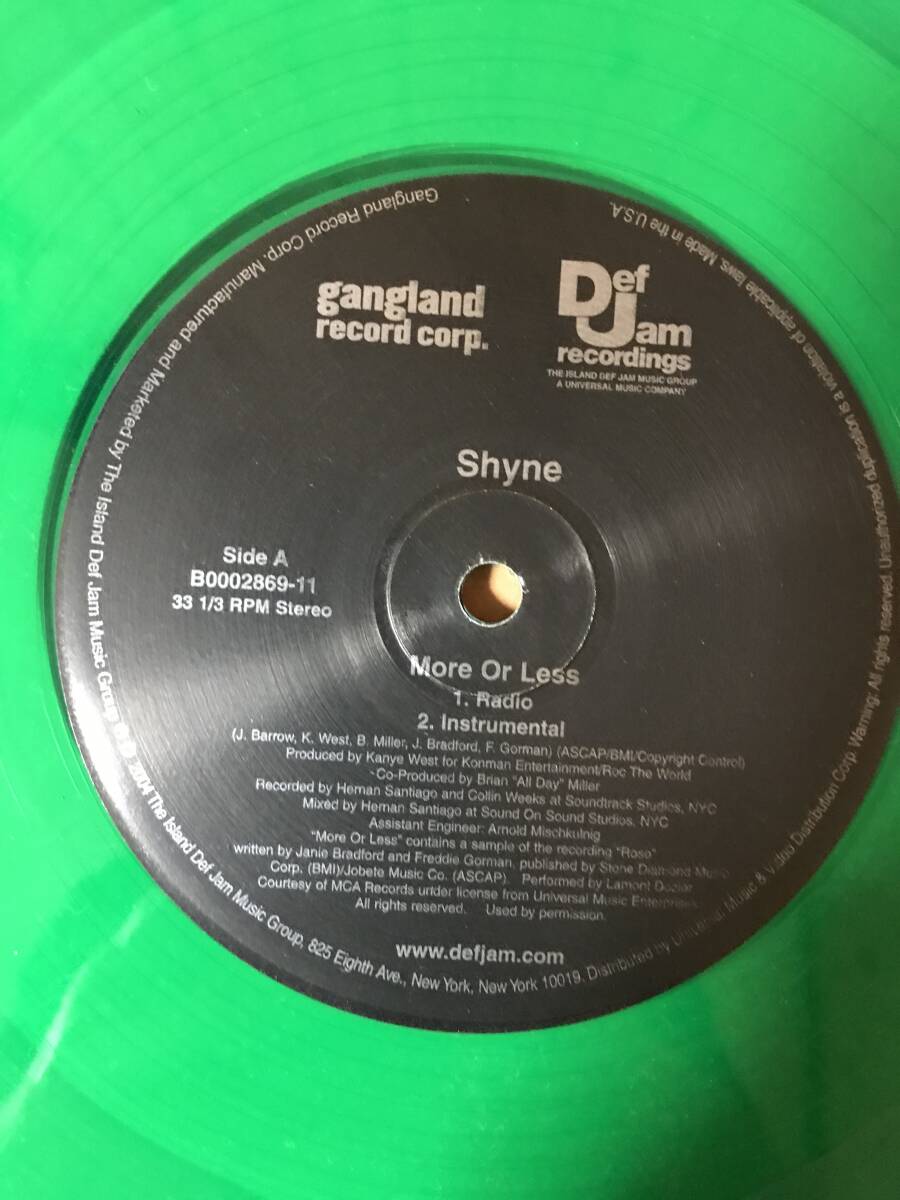 gangland
record corp.
Def
Jam
recordings
THE ISLAND DEF JAM MUSIC GROUP
A UNIVERSAL MUSIC COMPANY
Shyne
Side A
B0002869-11
33 1/3 RPM Stereo
More Or Less
1. Radio
2. Instrumental
(J. Barrow, K. West, B. Miller, J. Bradford, F. Gorman) (ASCAP/BMI/Copyright Control)
Produced by Kanye West for Konman Entertainment/Roc The World
Co-Produced by Brian "All Day" Miller
Recorded by Heman Santiago and Collin Weeks at Soundtrack Studios, NYC
Mixed by Heman Santiago at Sound On Sound Studios, NYC
Assistant Engineer: Arnold Mischkulnig
"More Or Less" contains a sample of the recording "Rose"
written by Janie Bradford and Freddie Gorman, published by Stone Diamond Music
Corp. (BMI)/Jobete Music Co. (ASCAP). Performed by Lamont Dozier
Courtesy of MCA Records under license from Universal Music Enterprises
All rights reserved. Used by permission.
www.defjam.com
Gangland Record Corp. Manufactured and Marketed by The Island Def Jam Music Group 2004 The Island Def Jam Music Group, 825 Eighth Ave., New York, New York 10019. Distributed by Universal Music & Video Distribution Corp. Warning: All rights reserved. Unauthorized duplication is a violation of applicable laws. Made in the U.S.A.